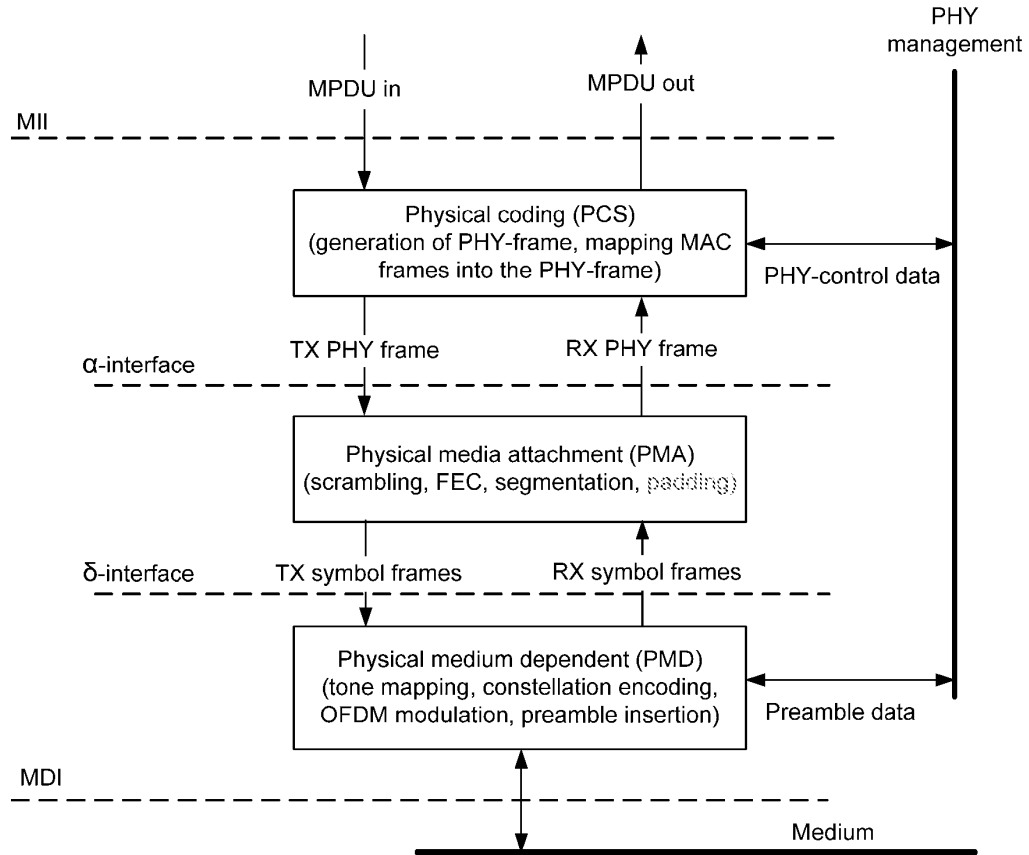 PHY
management
MPDU in
MPDU out
MII
Physical coding (PCS)
(generation of PHY-frame, mapping MAC
frames into the PHY-frame)
PHY-control data
TX PHY frame
RX PHY frame
α-interface
Physical media attachment (PMA)
(scrambling, FEC, segmentation, padding)
δ-interface
TX symbol frames
RX symbol frames
Physical medium dependent (PMD)
(tone mapping, constellation encoding,
OFDM modulation, preamble insertion)
Preamble data
MDI
Medium